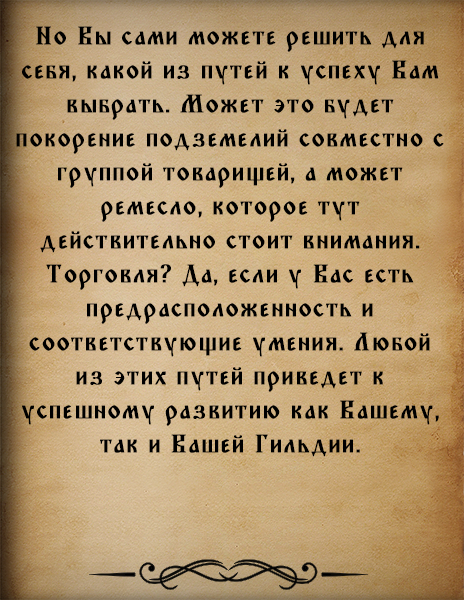 Но Вы сами можете решить для
себя, какой из путей к успеху Вам
выбрать. Может это будет
покорение подземелий совместно с
группой товарищей, а может
ремесло, которое тут
действительно стоит внимания.
Торговля? Да, если у Вас есть
предрасположенность и
соответствующие умения. Любой
из этих путей приведет к
успешному развитию как Вашему,
так и Вашей Гильдии.